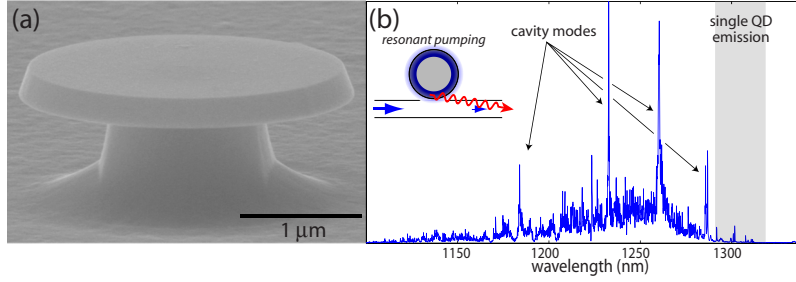 (a)
1 μm
(b)
resonant pumping
cavity modes
single QD
emission
1150
1200
1250
1300
wavelength (nm)